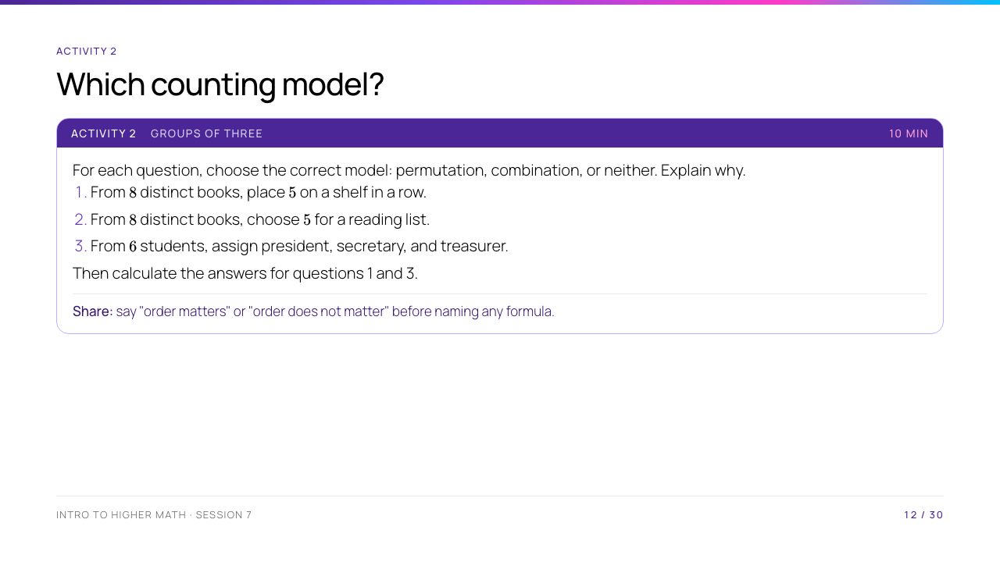 ACTIVITY 2
Which counting model?
ACTIVITY 2 GROUPS OF THREE 10 MIN
For each question, choose the correct model: permutation, combination, or neither. Explain why.
1. From 8 distinct books, place 5 on a shelf in a row.
2. From 8 distinct books, choose 5 for a reading list.
3. From 6 students, assign president, secretary, and treasurer.
Then calculate the answers for questions 1 and 3.
Share: say "order matters" or "order does not matter" before naming any formula.
INTRO TO HIGHER MATH · SESSION 7
12 / 30